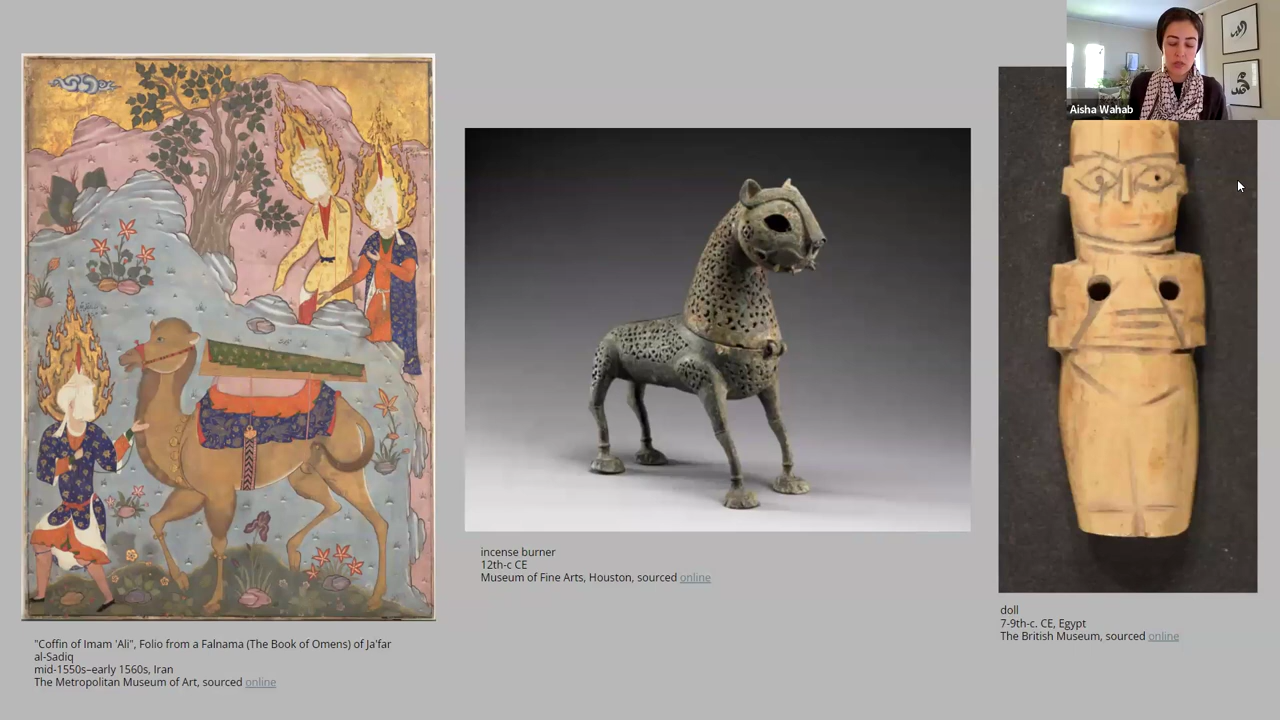 Aisha Wahab
incense burner
12th-c CE
Museum of Fine Arts, Houston, sourced online
doll
7-9th-c. CE, Egypt
The British Museum, sourced online
"Coffin of Imam 'Ali", Folio from a Falnama (The Book of Omens) of Ja'far
al-Sadiq
mid-1550s–early 1560s, Iran
The Metropolitan Museum of Art, sourced online